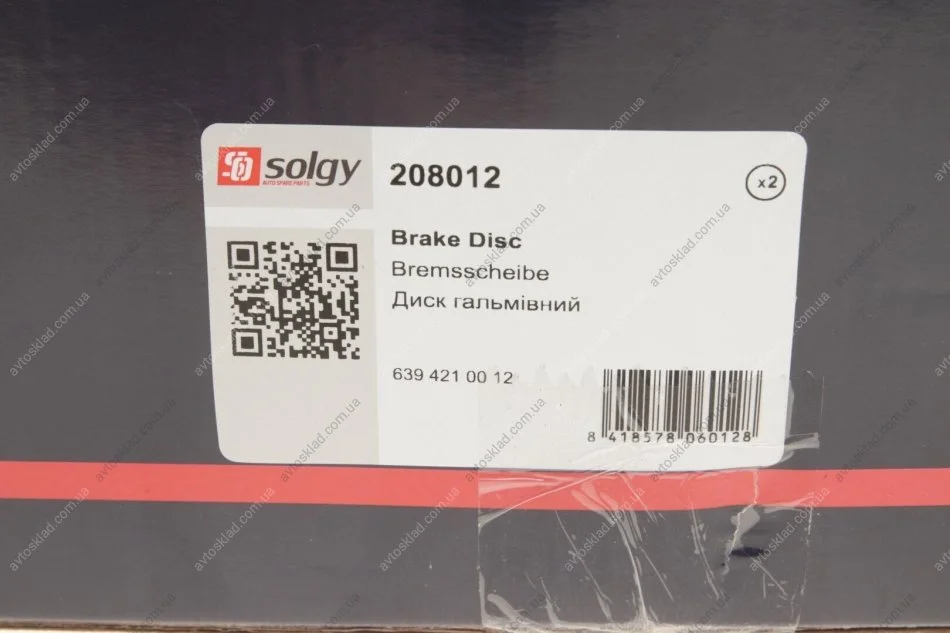 solgy
AUTO SPARE PARTS
208012
x2
Brake Disc
Bremsscheibe
Диск гальмівний
639 421 00 12
8 418578 060128
avtosklad.com.ua